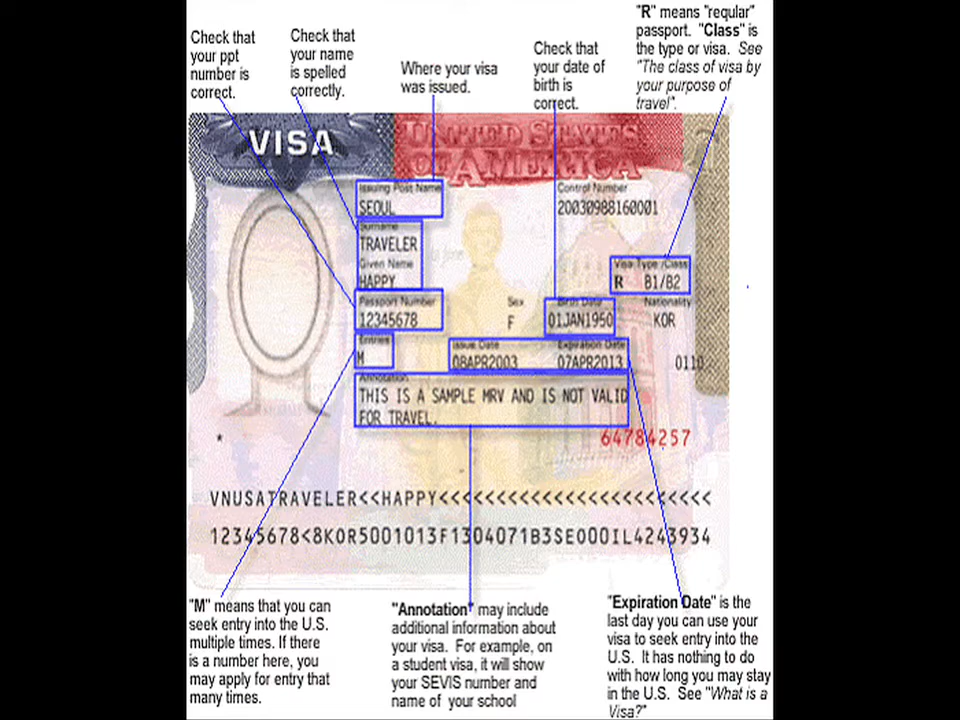 "R" means "regular"
passport. "Class" is
the type or visa. See
"The class of visa by
your purpose of
travel".
Check that
your ppt
number is
correct.
Check that
your name
is spelled
correctly.
Where your visa
was issued.
Check that
your date of
birth is
correct.
VISA
UNITED STATES
OF AMERICA
Issuing Post Name
SEOUL
Control Number
20030988160001
Surname
TRAVELER
Given Name
HAPPY
Visa Type /Class
R B1/B2
Passport Number
12345678
Sex
F
Birth Date
01JAN1950
Nationality
KOR
Entries
M
Issue Date
08APR2003
Expiration Date
07APR2013
0110
Annotation
THIS IS A SAMPLE MRV AND IS NOT VALID
FOR TRAVEL.
*
64784257
VNUSATRAVELER<<HAPPY<<<<<<<<<<<<<<<<<<<<<<<<
12345678<8KOR5001013F1304071B3SEO00IL4243934
"M" means that you can
seek entry into the U.S.
multiple times. If there
is a number here, you
may apply for entry that
many times.
"Annotation" may include
additional information about
your visa. For example, on
a student visa, it will show
your SEVIS number and
name of your school
"Expiration Date" is the
last day you can use your
visa to seek entry into the
U.S. It has nothing to do
with how long you may stay
in the U.S. See "What is a
Visa?"